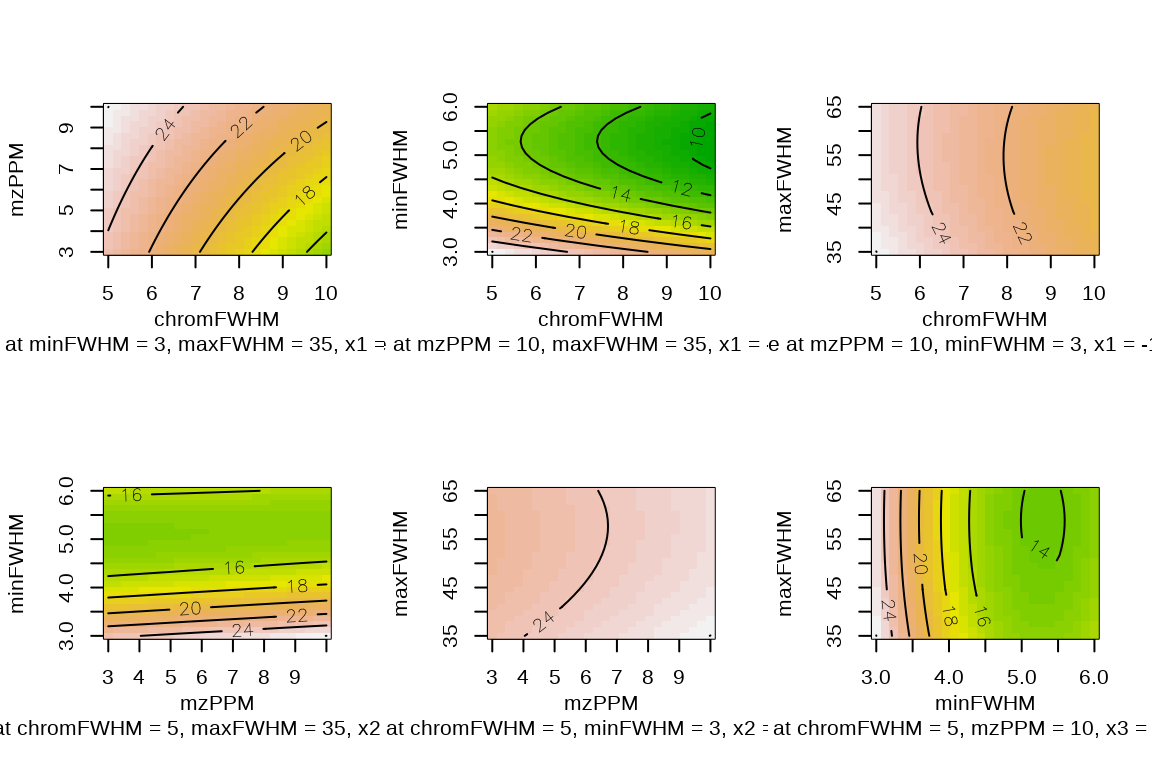 mzPPM
9
7
5
3
24
22
20
18
5 6 7 8 9 10
chromFWHM
at minFWHM = 3, maxFWHM = 35, x1 =
minFWHM
6.0
5.0
4.0
3.0
10
14
12
16
18
20
22
5 6 7 8 9 10
chromFWHM
at mzPPM = 10, maxFWHM = 35, x1 =
maxFWHM
65
55
45
35
24
22
5 6 7 8 9 10
chromFWHM
e at mzPPM = 10, minFWHM = 3, x1 = -1
minFWHM
6.0
5.0
4.0
3.0
16
16
18
20
22
24
3 4 5 6 7 8 9
mzPPM
at chromFWHM = 5, maxFWHM = 35, x2
maxFWHM
65
55
45
35
24
3 4 5 6 7 8 9
mzPPM
at chromFWHM = 5, minFWHM = 3, x2 =
maxFWHM
65
55
45
35
14
20
24
18
16
3.0 4.0 5.0 6.0
minFWHM
at chromFWHM = 5, mzPPM = 10, x3 =